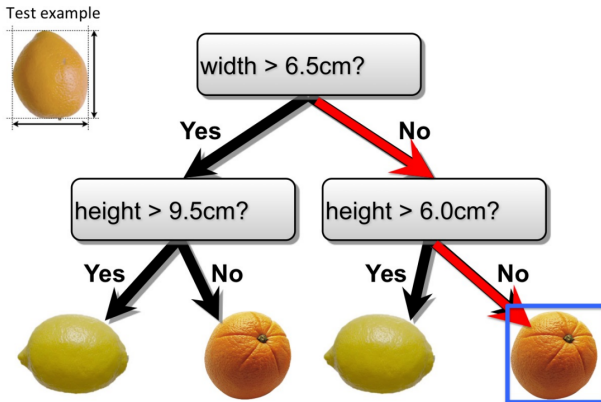 Test example
width > 6.5cm?
Yes
No
height > 9.5cm?
height > 6.0cm?
Yes
No
Yes
No